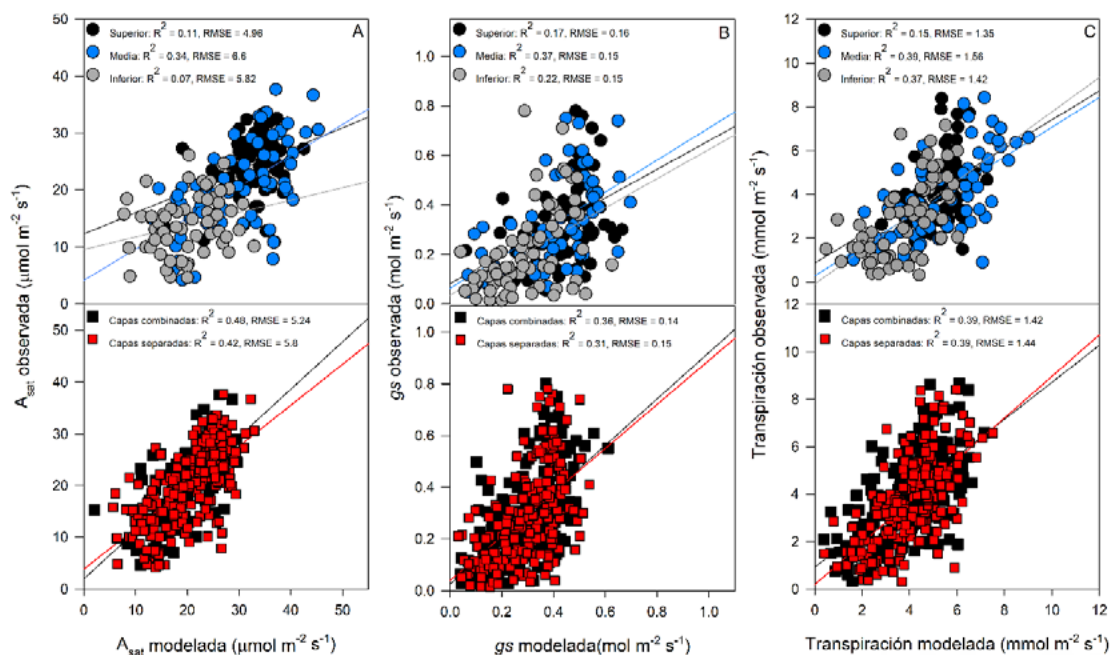 A
Superior: R² = 0.11, RMSE = 4.96
Media: R² = 0.34, RMSE = 6.6
Inferior: R² = 0.07, RMSE = 5.82
50
40
30
20
10
0
Capas combinadas: R² = 0.48, RMSE = 5.24
Capas separadas: R² = 0.42, RMSE = 5.8
50
40
30
20
10
0
0 10 20 30 40 50
A_sat observada (µmol m⁻² s⁻¹)
A_sat modelada (µmol m⁻² s⁻¹)
B
Superior: R² = 0.17, RMSE = 0.16
Media: R² = 0.37, RMSE = 0.15
Inferior: R² = 0.22, RMSE = 0.15
1.0
0.8
0.6
0.4
0.2
0.0
Capas combinadas: R² = 0.36, RMSE = 0.14
Capas separadas: R² = 0.31, RMSE = 0.15
1.0
0.8
0.6
0.4
0.2
0.0
0.0 0.2 0.4 0.6 0.8 1.0
gs observada (mol m⁻² s⁻¹)
gs modelada(mol m⁻² s⁻¹)
C
Superior: R² = 0.15, RMSE = 1.35
Media: R² = 0.39, RMSE = 1.56
Inferior: R² = 0.37, RMSE = 1.42
12
10
8
6
4
2
0
Capas combinadas: R² = 0.39, RMSE = 1.42
Capas separadas: R² = 0.39, RMSE = 1.44
12
10
8
6
4
2
0
0 2 4 6 8 10 12
Transpiración observada (mmol m⁻² s⁻¹)
Transpiración modelada (mmol m⁻² s⁻¹)